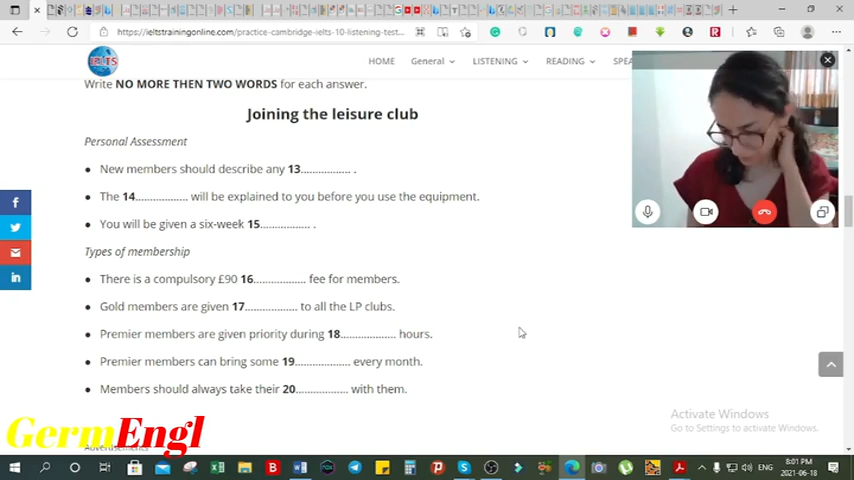 https://ieltstrainingonline.com/practice-cambridge-ielts-10-listening-test...
IELTS
HOME General LISTENING READING SPEA
Write NO MORE THEN TWO WORDS for each answer.
Joining the leisure club
Personal Assessment
● New members should describe any 13.................. .
● The 14.................. will be explained to you before you use the equipment.
● You will be given a six-week 15................. .
Types of membership
● There is a compulsory £90 16.................. fee for members.
● Gold members are given 17.................. to all the LP clubs.
● Premier members are given priority during 18................... hours.
● Premier members can bring some 19................... every month.
● Members should always take their 20.................. with them.
Activate Windows
Go to Settings to activate Windows.
GermEngl
Advertisements
ENG
8:01 PM
2021-06-18